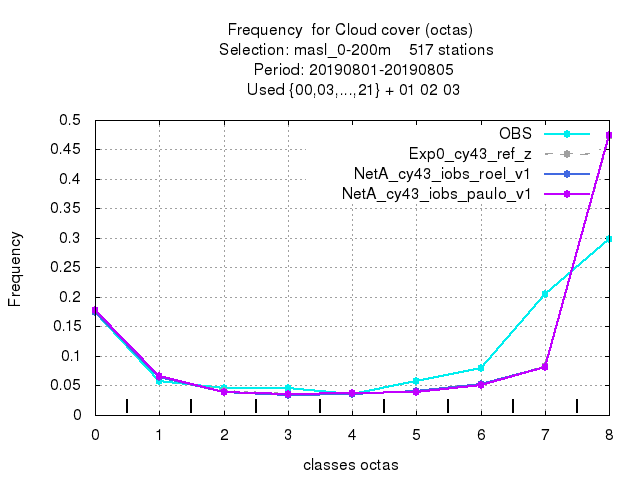 Frequency  for Cloud cover (octas)
Selection: masl_0-200m    517 stations
Period: 20190801-20190805
Used {00,03,...,21} + 01 02 03
OBS
Exp0_cy43_ref_z
NetA_cy43_iobs_roel_v1
NetA_cy43_iobs_paulo_v1
Frequency
0.5
0.45
0.4
0.35
0.3
0.25
0.2
0.15
0.1
0.05
0
0 1 2 3 4 5 6 7 8
classes octas